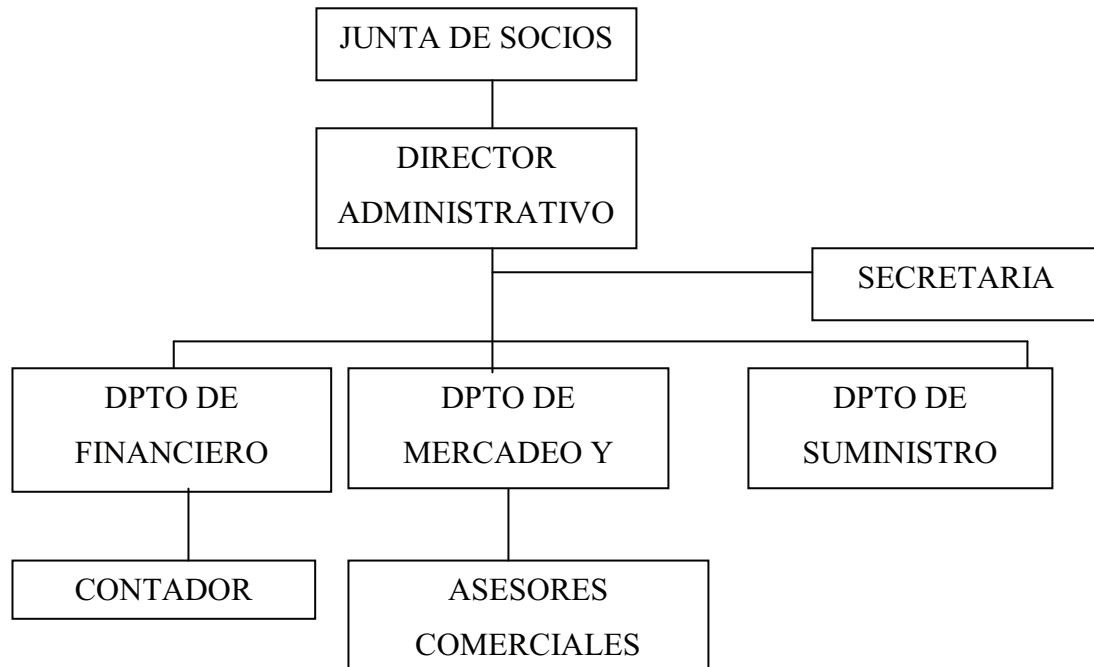 JUNTA DE SOCIOS
DIRECTOR
ADMINISTRATIVO
SECRETARIA
DPTO DE
FINANCIERO
DPTO DE
MERCADEO Y
DPTO DE
SUMINISTRO
CONTADOR
ASESORES
COMERCIALES